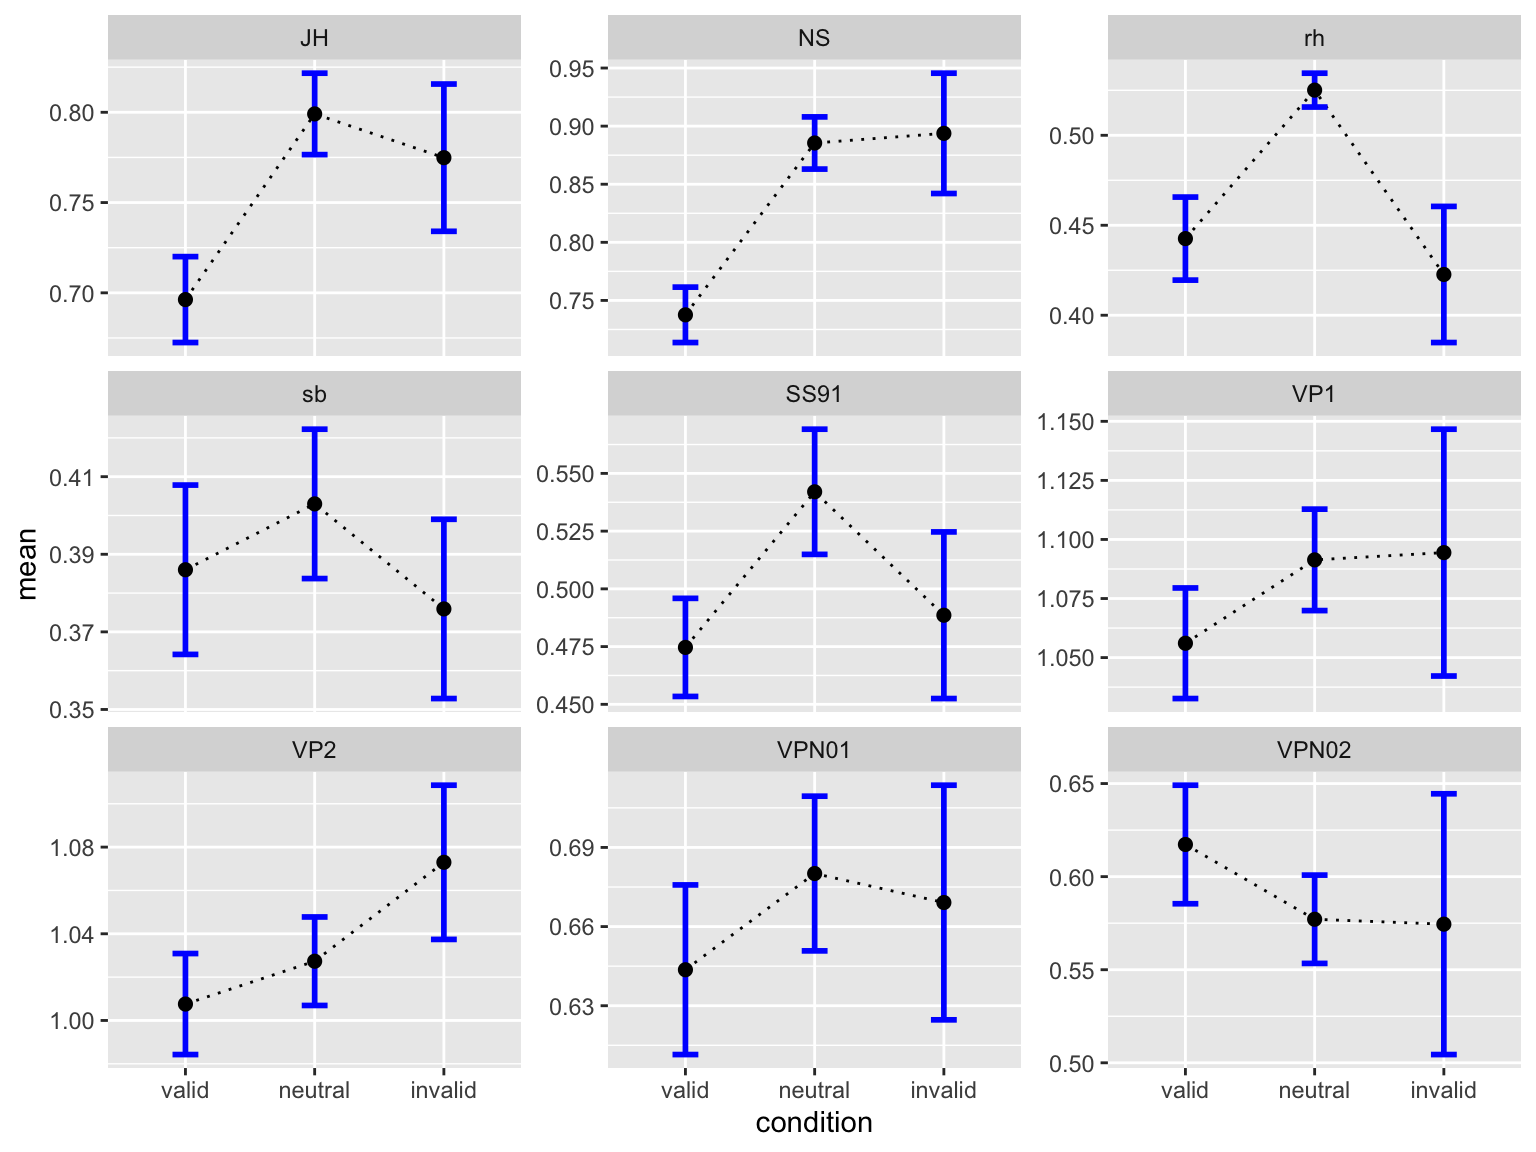 JH
NS
rh
0.80
0.75
0.70
0.95
0.90
0.85
0.80
0.75
0.50
0.45
0.40
sb
SS91
VP1
0.41
0.39
0.37
0.35
0.550
0.525
0.500
0.475
0.450
1.150
1.125
1.100
1.075
1.050
VP2
VPN01
VPN02
1.08
1.04
1.00
0.69
0.66
0.63
0.65
0.60
0.55
0.50
valid neutral invalid
valid neutral invalid
valid neutral invalid
condition
mean